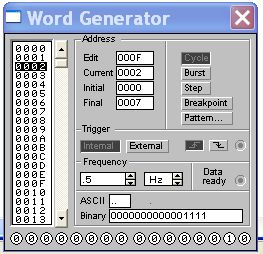 Word Generator
0000
0001
0002
0003
0004
0005
0006
0007
0008
0009
000A
000B
000C
000D
000E
000F
0010
0011
0012
0013
Address
Edit 000F
Current 0002
Initial 0000
Final 0007
Cycle
Burst
Step
Breakpoint
Pattern...
Trigger
Internal External
Frequency
.5 Hz
Data
ready
ASCII ..
Binary 0000000000001111
0 0 0 0 0 0 0 0 0 0 0 0 0 0 1 0